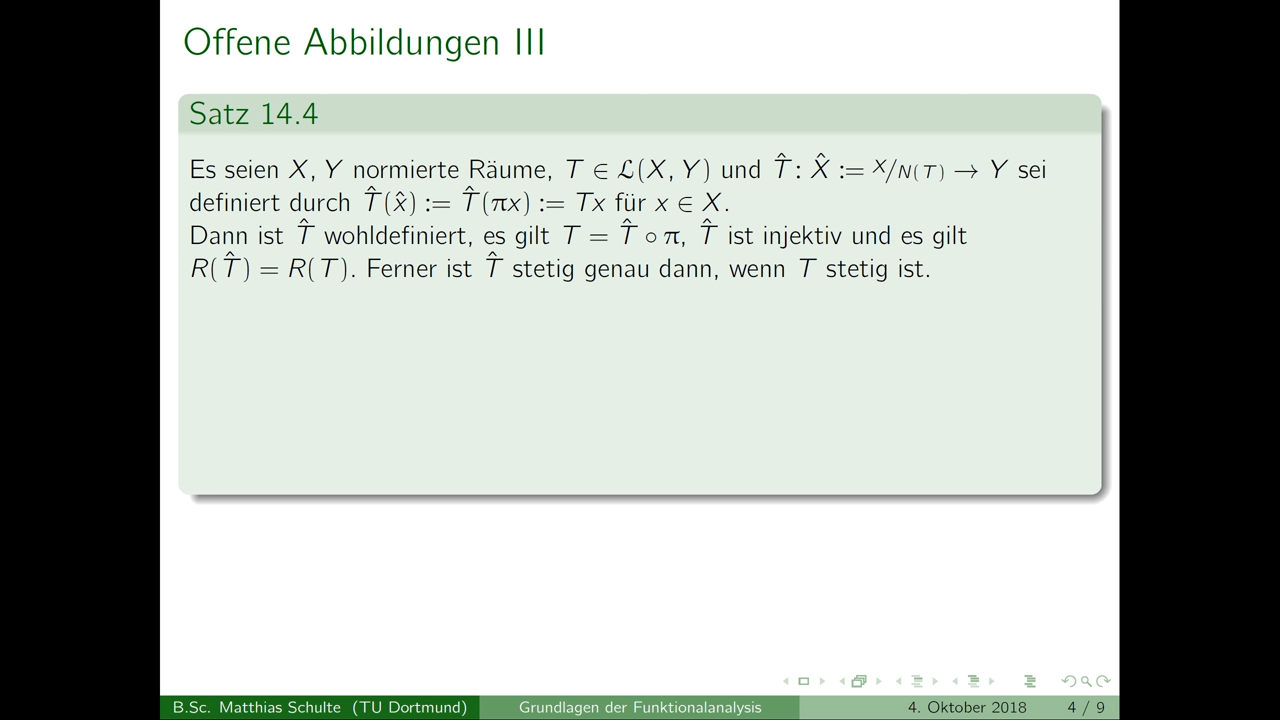 Offene Abbildungen III
Satz 14.4
Es seien X, Y normierte Räume, T ∈ ℒ(X, Y) und T̂ : X̂ := X/N(T) → Y sei
definiert durch T̂(x̂) := T̂(πx) := Tx für x ∈ X.
Dann ist T̂ wohldefiniert, es gilt T = T̂ ∘ π, T̂ ist injektiv und es gilt
R(T̂) = R(T). Ferner ist T̂ stetig genau dann, wenn T stetig ist.
B.Sc. Matthias Schulte (TU Dortmund) Grundlagen der Funktionalanalysis 4. Oktober 2018 4 / 9